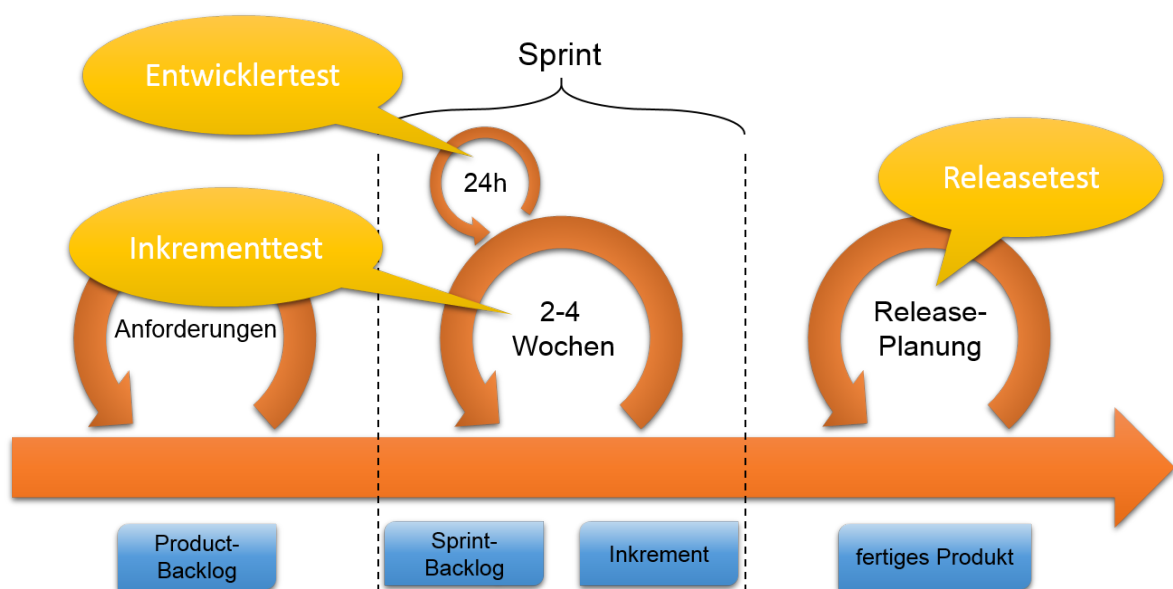 Sprint
Entwicklertest
24h
Inkrementtest
Releasetest
Anforderungen
2-4
Wochen
Release-
Planung
Product-
Backlog
Sprint-
Backlog
Inkrement
fertiges Produkt